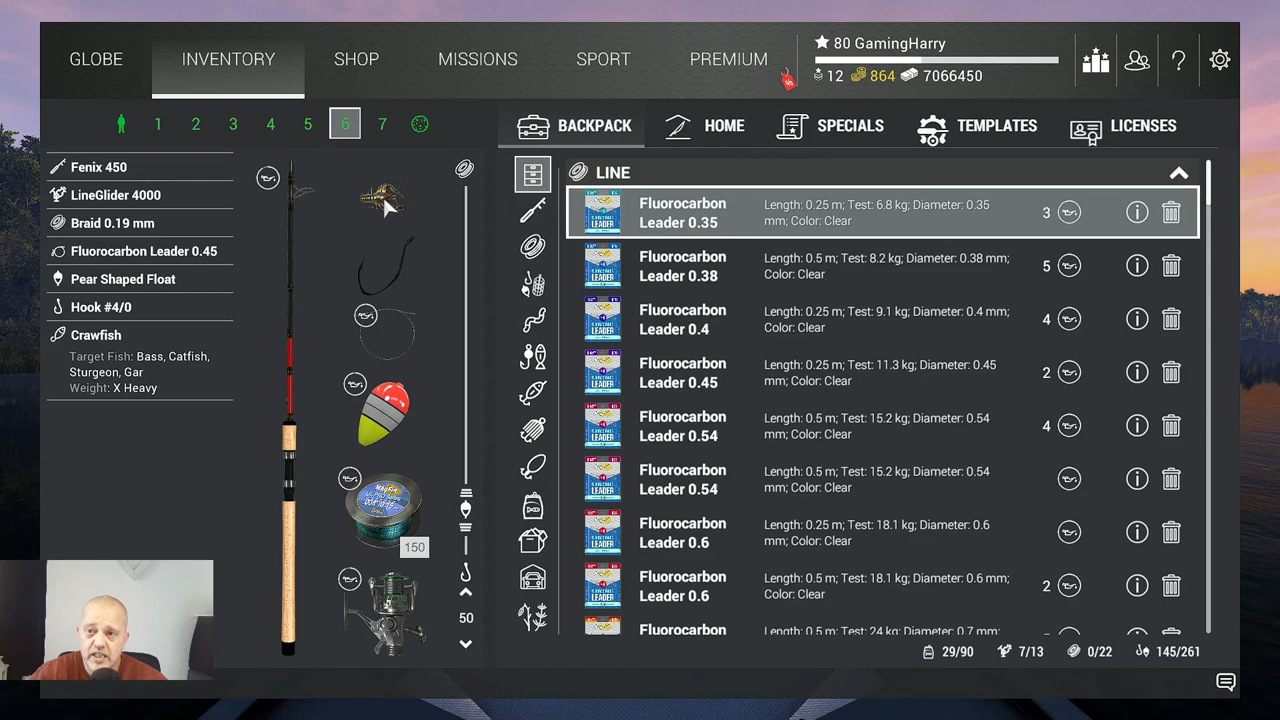 GLOBE
INVENTORY
SHOP
MISSIONS
SPORT
PREMIUM
80 GamingHarry
12 864 7066450
1 2 3 4 5 6 7
BACKPACK
HOME
SPECIALS
TEMPLATES
LICENSES
Fenix 450
LineGlider 4000
Braid 0.19 mm
Fluorocarbon Leader 0.45
Pear Shaped Float
Hook #4/0
Crawfish
Target Fish: Bass, Catfish,
Sturgeon, Gar
Weight: X Heavy
150
50
LINE
Fluorocarbon
Leader 0.35
Length: 0.25 m; Test: 6.8 kg; Diameter: 0.35
mm; Color: Clear
3
Fluorocarbon
Leader 0.38
Length: 0.5 m; Test: 8.2 kg; Diameter: 0.38 mm;
Color: Clear
5
Fluorocarbon
Leader 0.4
Length: 0.25 m; Test: 9.1 kg; Diameter: 0.4 mm;
Color: Clear
4
Fluorocarbon
Leader 0.45
Length: 0.25 m; Test: 11.3 kg; Diameter: 0.45
mm; Color: Clear
2
Fluorocarbon
Leader 0.54
Length: 0.5 m; Test: 15.2 kg; Diameter: 0.54
mm; Color: Clear
4
Fluorocarbon
Leader 0.54
Length: 0.5 m; Test: 15.2 kg; Diameter: 0.54
mm; Color: Clear
Fluorocarbon
Leader 0.6
Length: 0.25 m; Test: 18.1 kg; Diameter: 0.6
mm; Color: Clear
Fluorocarbon
Leader 0.6
Length: 0.5 m; Test: 18.1 kg; Diameter: 0.6 mm;
Color: Clear
2
Fluorocarbon
Length: 0.5 m; Test: 24 kg; Diameter: 0.7 mm;
29/90
7/13
0/22
145/261